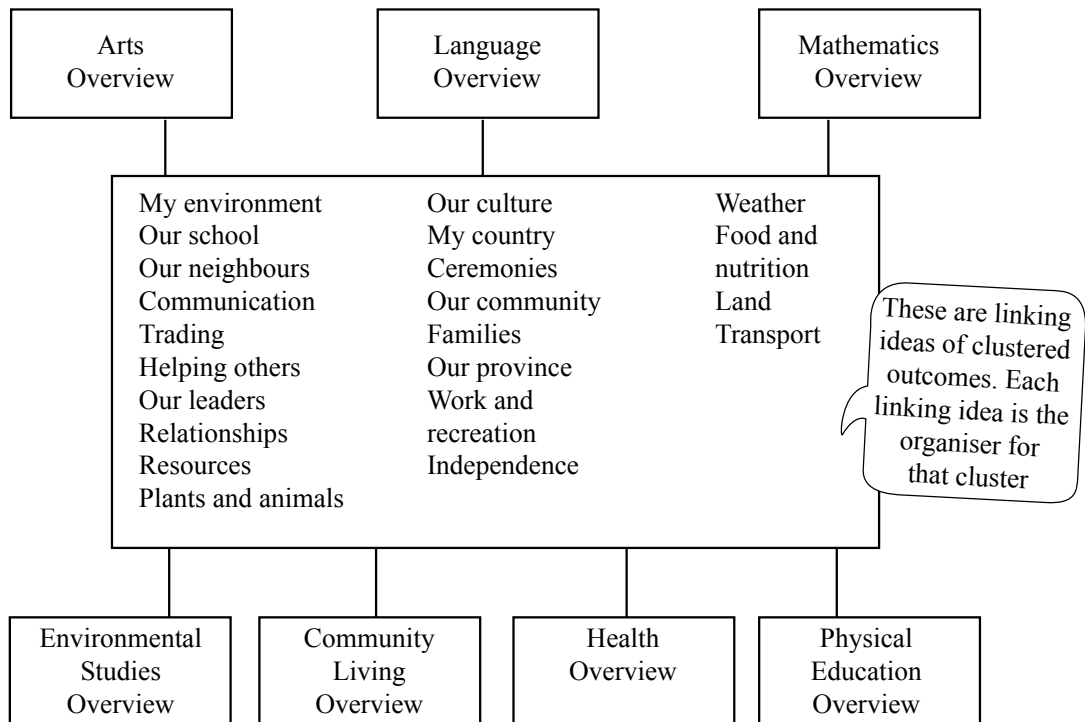 Arts
Overview
Language
Overview
Mathematics
Overview
My environment
Our school
Our neighbours
Communication
Trading
Helping others
Our leaders
Relationships
Resources
Plants and animals
Our culture
My country
Ceremonies
Our community
Families
Our province
Work and
recreation
Independence
Weather
Food and
nutrition
Land
Transport
These are linking
ideas of clustered
outcomes. Each
linking idea is the
organiser for
that cluster
Environmental
Studies
Overview
Community
Living
Overview
Health
Overview
Physical
Education
Overview